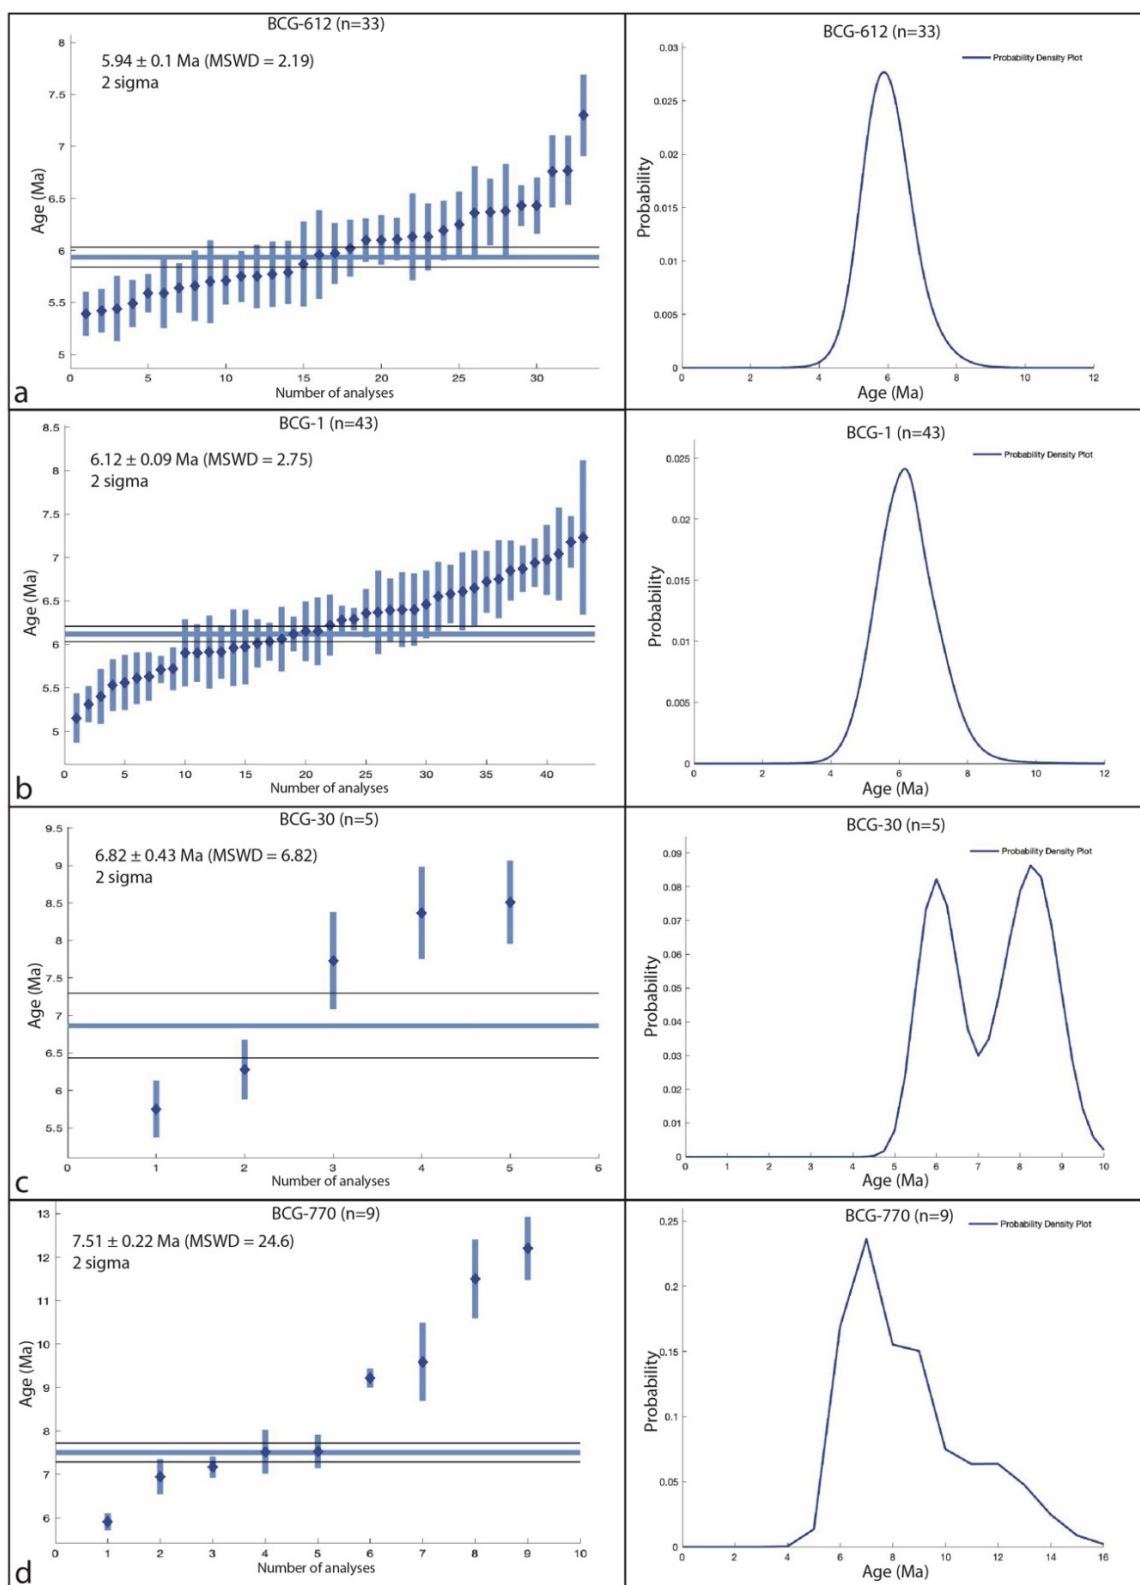 BCG-612 (n=33)
5.94 ± 0.1 Ma (MSWD = 2.19)
2 sigma
Age (Ma)
8
7.5
7
6.5
6
5.5
5
0 5 10 15 20 25 30
Number of analyses
a
BCG-612 (n=33)
Probability Density Plot
Probability
0.03
0.025
0.02
0.015
0.01
0.005
0
0 2 4 6 8 10 12
Age (Ma)
BCG-1 (n=43)
6.12 ± 0.09 Ma (MSWD = 2.75)
2 sigma
Age (Ma)
8.5
8
7.5
7
6.5
6
5.5
5
0 5 10 15 20 25 30 35 40
Number of analyses
b
BCG-1 (n=43)
Probability Density Plot
Probability
0.025
0.02
0.015
0.01
0.005
0
0 2 4 6 8 10 12
Age (Ma)
BCG-30 (n=5)
6.82 ± 0.43 Ma (MSWD = 6.82)
2 sigma
Age (Ma)
9.5
9
8.5
8
7.5
7
6.5
6
5.5
0 1 2 3 4 5 6
Number of analyses
c
BCG-30 (n=5)
Probability Density Plot
Probability
0.09
0.08
0.07
0.06
0.05
0.04
0.03
0.02
0.01
0
0 1 2 3 4 5 6 7 8 9 10
Age (Ma)
BCG-770 (n=9)
7.51 ± 0.22 Ma (MSWD = 24.6)
2 sigma
Age (Ma)
13
12
11
10
9
8
7
6
0 1 2 3 4 5 6 7 8 9 10
Number of analyses
d
BCG-770 (n=9)
Probability Density Plot
Probability
0.25
0.2
0.15
0.1
0.05
0
0 2 4 6 8 10 12 14 16
Age (Ma)